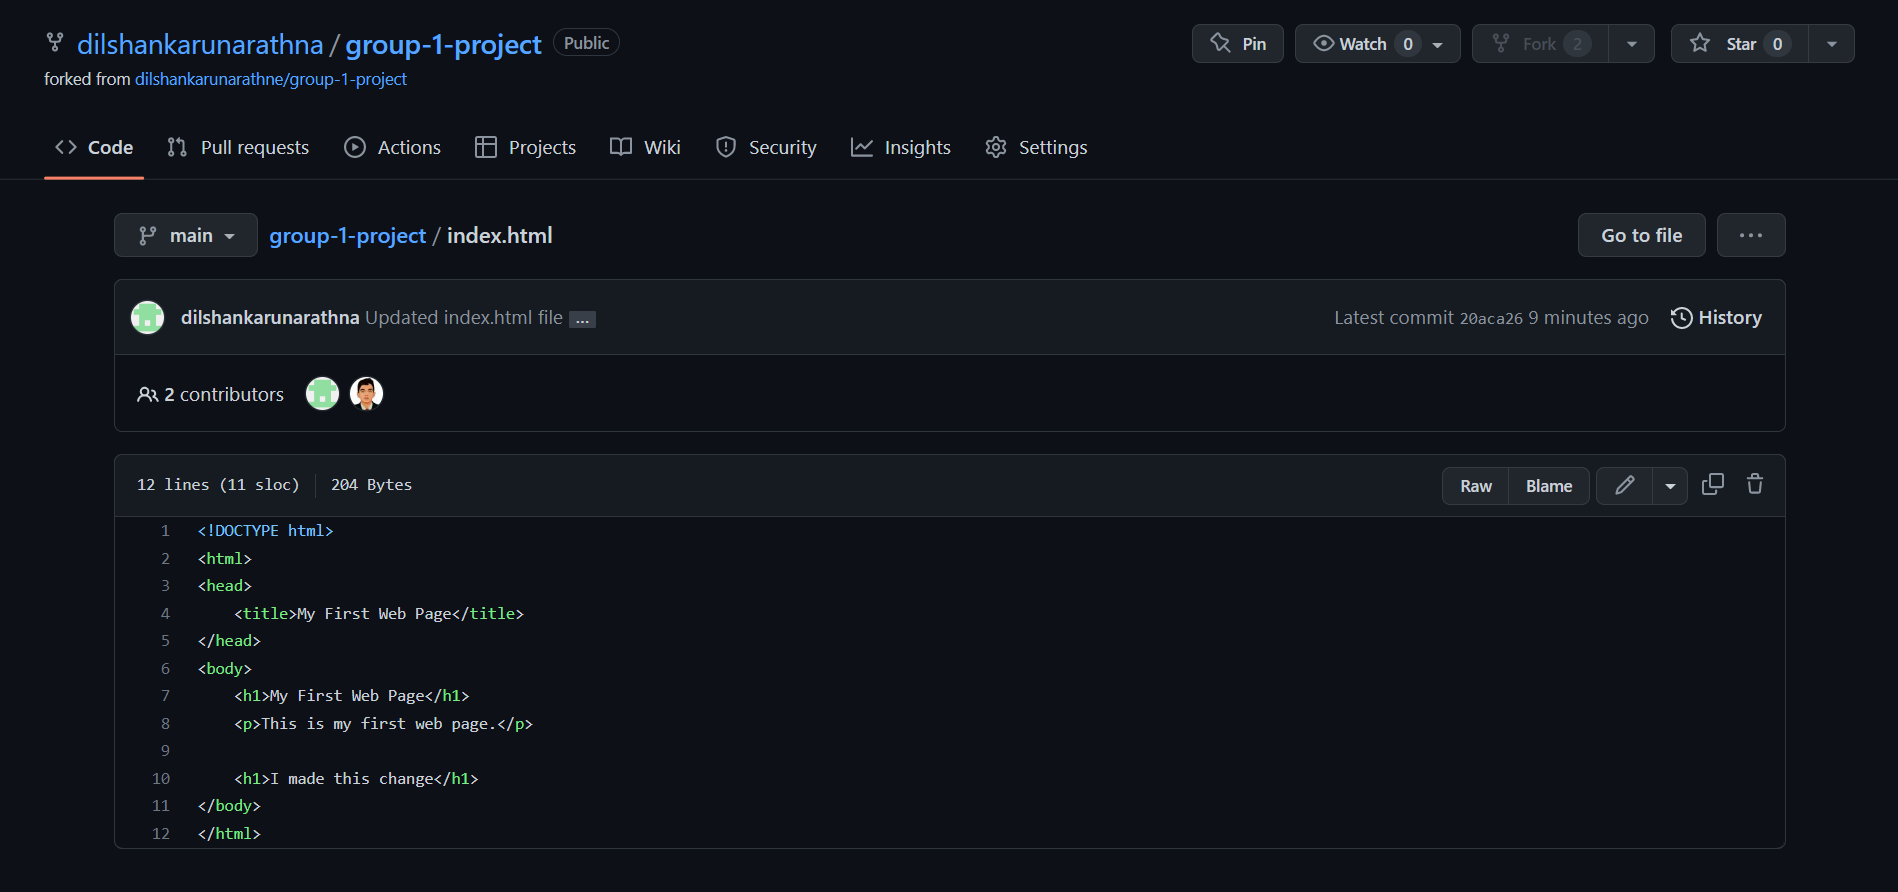 dilshankarunarathna / group-1-project Public
Pin Watch 0 Fork 2 Star 0
forked from dilshankarunarathne/group-1-project
Code Pull requests Actions Projects Wiki Security Insights Settings
main group-1-project / index.html Go to file ...
dilshankarunarathna Updated index.html file ... Latest commit 20aca26 9 minutes ago History
2 contributors
12 lines (11 sloc) 204 Bytes Raw Blame
1 <!DOCTYPE html>
2 <html>
3 <head>
4     <title>My First Web Page</title>
5 </head>
6 <body>
7     <h1>My First Web Page</h1>
8     <p>This is my first web page.</p>
9
10     <h1>I made this change</h1>
11 </body>
12 </html>